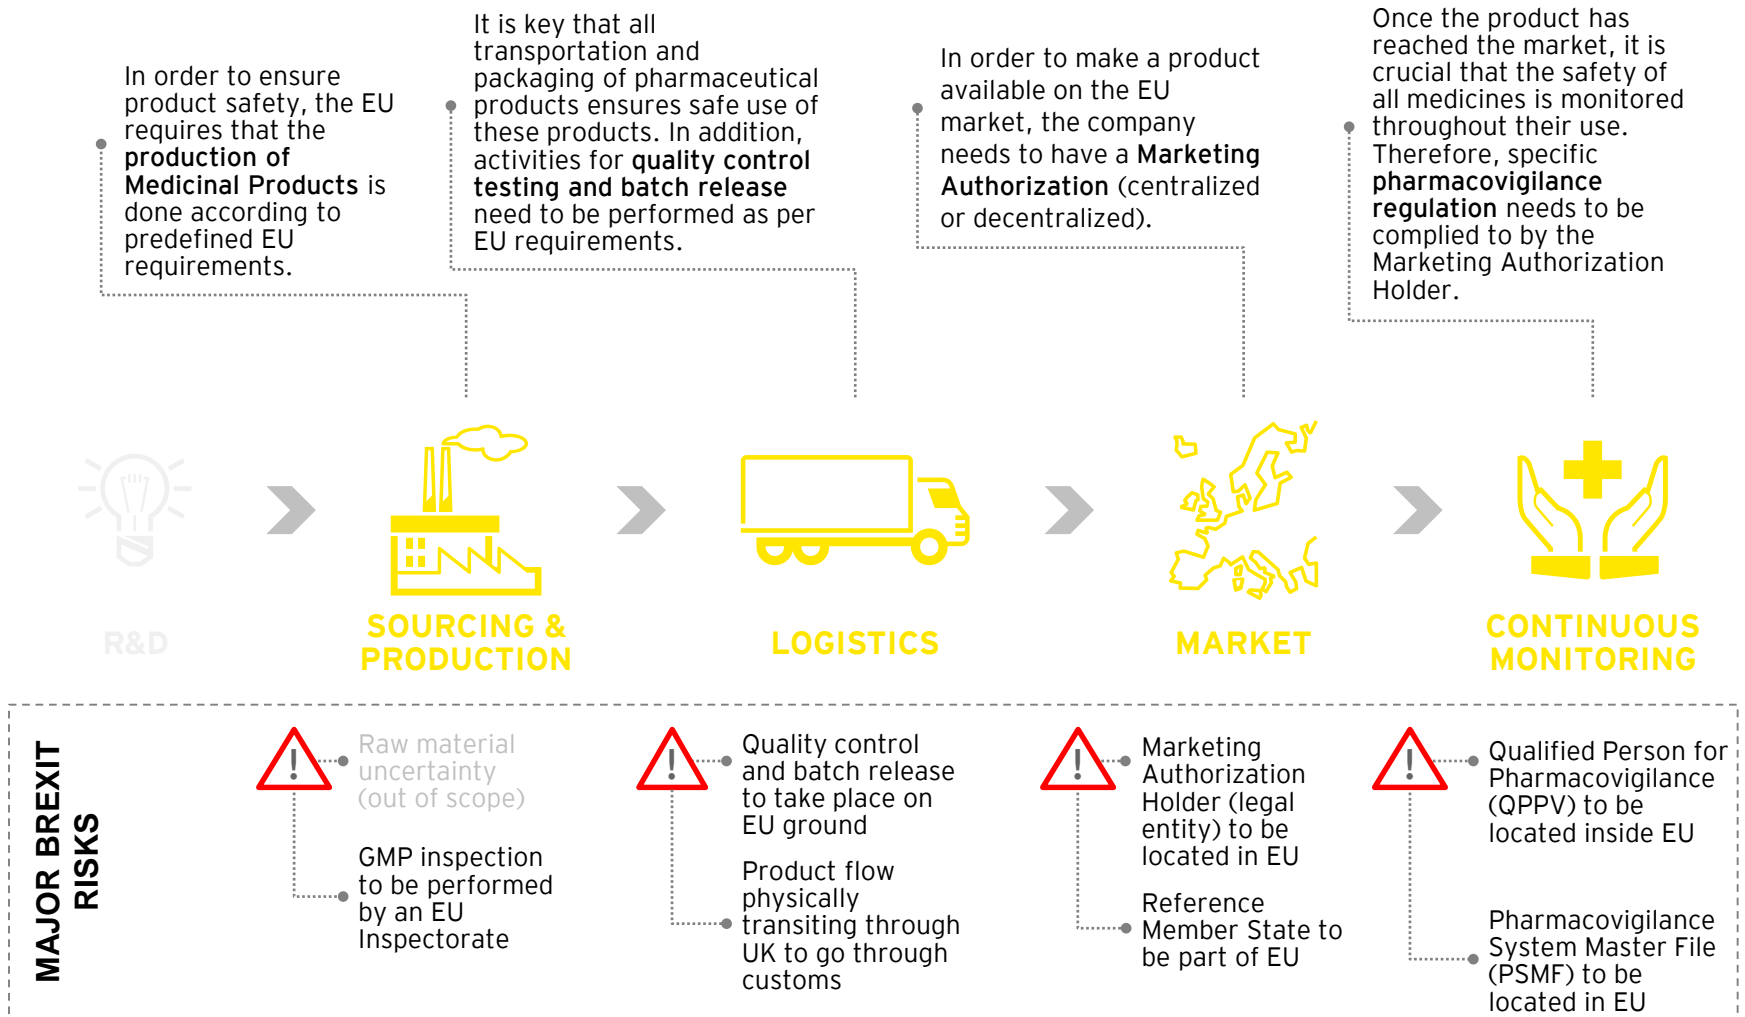 In order to ensure
product safety, the EU
requires that the
production of
Medicinal Products is
done according to
predefined EU
requirements.
It is key that all
transportation and
packaging of pharmaceutical
products ensures safe use of
these products. In addition,
activities for quality control
testing and batch release
need to be performed as per
EU requirements.
In order to make a product
available on the EU
market, the company
needs to have a Marketing
Authorization (centralized
or decentralized).
Once the product has
reached the market, it is
crucial that the safety of
all medicines is monitored
throughout their use.
Therefore, specific
pharmacovigilance
regulation needs to be
complied to by the
Marketing Authorization
Holder.
R&D
SOURCING &
PRODUCTION
LOGISTICS
MARKET
CONTINUOUS
MONITORING
MAJOR BREXIT
RISKS
!
Raw material
uncertainty
(out of scope)
GMP inspection
to be performed
by an EU
Inspectorate
!
Quality control
and batch release
to take place on
EU ground
Product flow
physically
transiting through
UK to go through
customs
!
Marketing
Authorization
Holder (legal
entity) to be
located in EU
Reference
Member State to
be part of EU
!
Qualified Person for
Pharmacovigilance
(QPPV) to be
located inside EU
Pharmacovigilance
System Master File
(PSMF) to be
located in EU